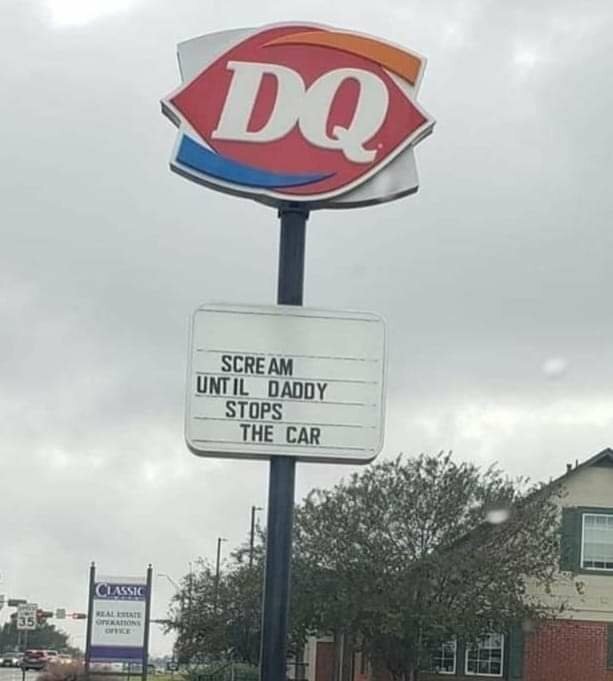 DQ
SCREAM
UNTIL DADDY
STOPS
THE CAR
CLASSIC
REAL ESTATE
OPERATIONS
OFFICE
35